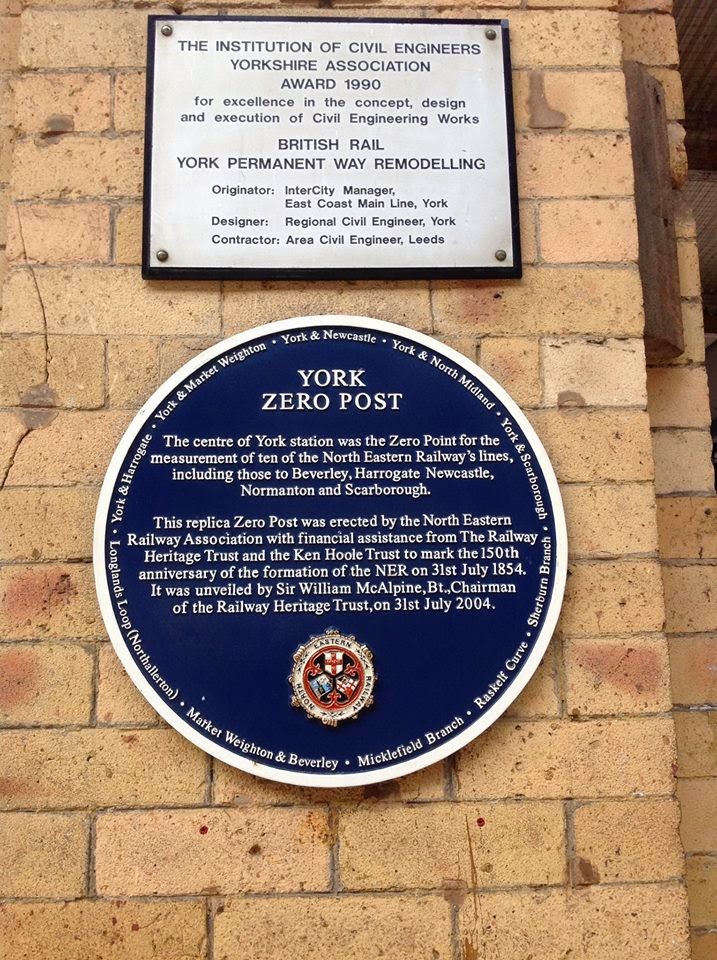 THE INSTITUTION OF CIVIL ENGINEERS
YORKSHIRE ASSOCIATION
AWARD 1990
for excellence in the concept, design
and execution of Civil Engineering Works
BRITISH RAIL
YORK PERMANENT WAY REMODELLING
Originator: InterCity Manager,
East Coast Main Line, York
Designer: Regional Civil Engineer, York
Contractor: Area Civil Engineer, Leeds
York & Newcastle • York & North Midland • York & Scarborough • Sherburn Branch • Raskelf Curve • Micklefield Branch • Market Weighton & Beverley • Longlands Loop (Northallerton) • York & Harrogate • York & Market Weighton •
YORK
ZERO POST
The centre of York station was the Zero Point for the
measurement of ten of the North Eastern Railway's lines,
including those to Beverley, Harrogate Newcastle,
Normanton and Scarborough.
This replica Zero Post was erected by the North Eastern
Railway Association with financial assistance from The Railway
Heritage Trust and the Ken Hoole Trust to mark the 150th
anniversary of the formation of the NER on 31st July 1854.
It was unveiled by Sir William McAlpine, Bt., Chairman
of the Railway Heritage Trust, on 31st July 2004.
NORTH EASTERN RAILWAY